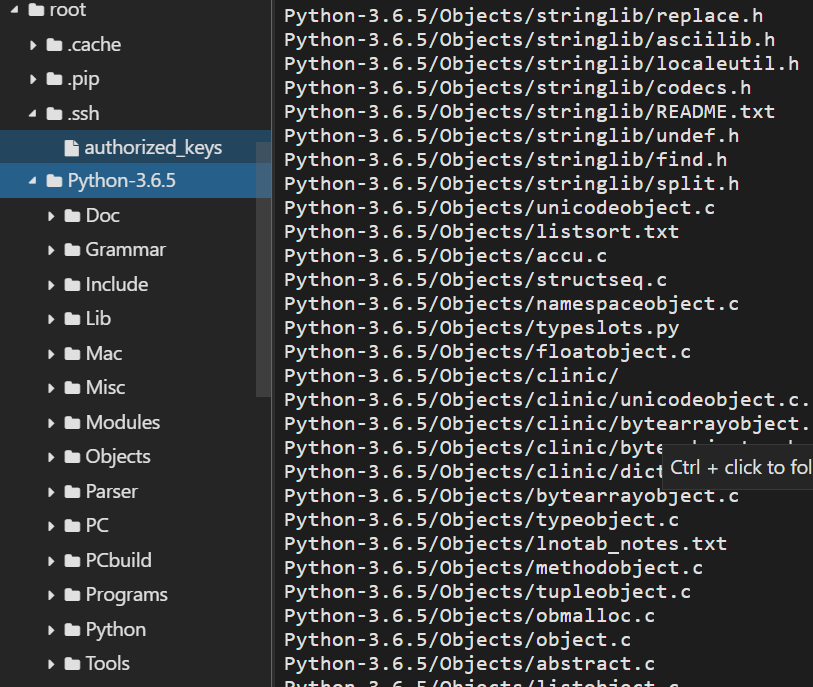 root
.cache
.pip
.ssh
authorized_keys
Python-3.6.5
Doc
Grammar
Include
Lib
Mac
Misc
Modules
Objects
Parser
PC
PCbuild
Programs
Python
Tools
Python-3.6.5/Objects/stringlib/replace.h
Python-3.6.5/Objects/stringlib/asciilib.h
Python-3.6.5/Objects/stringlib/localeutil.h
Python-3.6.5/Objects/stringlib/codecs.h
Python-3.6.5/Objects/stringlib/README.txt
Python-3.6.5/Objects/stringlib/undef.h
Python-3.6.5/Objects/stringlib/find.h
Python-3.6.5/Objects/stringlib/split.h
Python-3.6.5/Objects/unicodeobject.c
Python-3.6.5/Objects/listsort.txt
Python-3.6.5/Objects/accu.c
Python-3.6.5/Objects/structseq.c
Python-3.6.5/Objects/namespaceobject.c
Python-3.6.5/Objects/typeslots.py
Python-3.6.5/Objects/floatobject.c
Python-3.6.5/Objects/clinic/
Python-3.6.5/Objects/clinic/unicodeobject.c.
Python-3.6.5/Objects/clinic/bytearrayobject.
Python-3.6.5/Objects/clinic/byte
Python-3.6.5/Objects/clinic/dict
Ctrl + click to fol
Python-3.6.5/Objects/bytearrayobject.c
Python-3.6.5/Objects/typeobject.c
Python-3.6.5/Objects/lnotab_notes.txt
Python-3.6.5/Objects/methodobject.c
Python-3.6.5/Objects/tupleobject.c
Python-3.6.5/Objects/obmalloc.c
Python-3.6.5/Objects/object.c
Python-3.6.5/Objects/abstract.c
Python-3.6.5/Objects/listobject.c